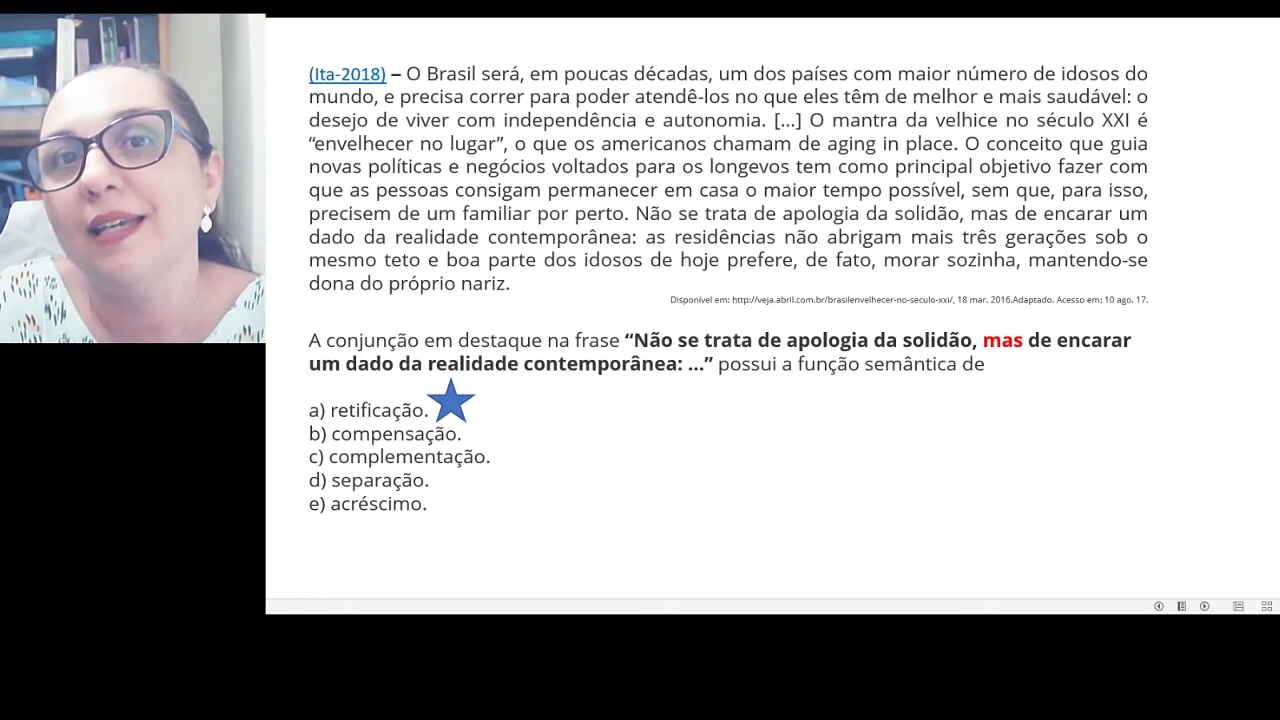 (Ita-2018) – O Brasil será, em poucas décadas, um dos países com maior número de idosos do
mundo, e precisa correr para poder atendê-los no que eles têm de melhor e mais saudável: o
desejo de viver com independência e autonomia. [...] O mantra da velhice no século XXI é
“envelhecer no lugar”, o que os americanos chamam de aging in place. O conceito que guia
novas políticas e negócios voltados para os longevos tem como principal objetivo fazer com
que as pessoas consigam permanecer em casa o maior tempo possível, sem que, para isso,
precisem de um familiar por perto. Não se trata de apologia da solidão, mas de encarar um
dado da realidade contemporânea: as residências não abrigam mais três gerações sob o
mesmo teto e boa parte dos idosos de hoje prefere, de fato, morar sozinha, mantendo-se
dona do próprio nariz.
Disponível em: http://veja.abril.com.br/brasilenvelhecer-no-seculo-xxi/, 18 mar. 2016.Adaptado. Acesso em: 10 ago. 17.
A conjunção em destaque na frase “Não se trata de apologia da solidão, mas de encarar
um dado da realidade contemporânea: ...” possui a função semântica de
a) retificação.
b) compensação.
c) complementação.
d) separação.
e) acréscimo.